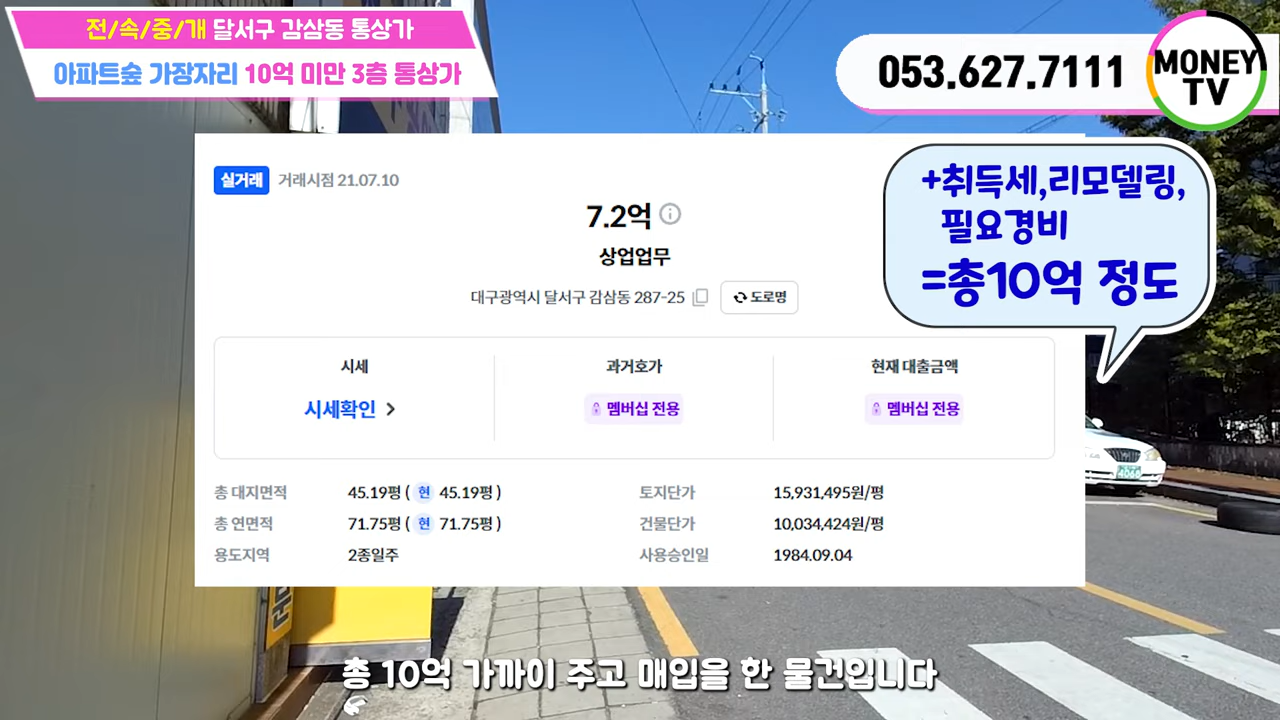 전/속/중/개 달서구 감삼동 통상가
아파트숲 가장자리 10억 미만 3층 통상가
053.627.7111
MONEY
TV
실거래 거래시점 21.07.10
7.2억
상업업무
대구광역시 달서구 감삼동 287-25 도로명
+취득세,리모델링,
필요경비
=총10억 정도
시세 과거호가 현재 대출금액
시세확인 > 멤버십 전용 멤버십 전용
총 대지면적 45.19평 ( 현 45.19평 ) 토지단가 15,931,495원/평
총 연면적 71.75평 ( 현 71.75평 ) 건물단가 10,034,424원/평
용도지역 2종일주 사용승인일 1984.09.04
4068
문
총 10억 가까이 주고 매입을 한 물건입니다